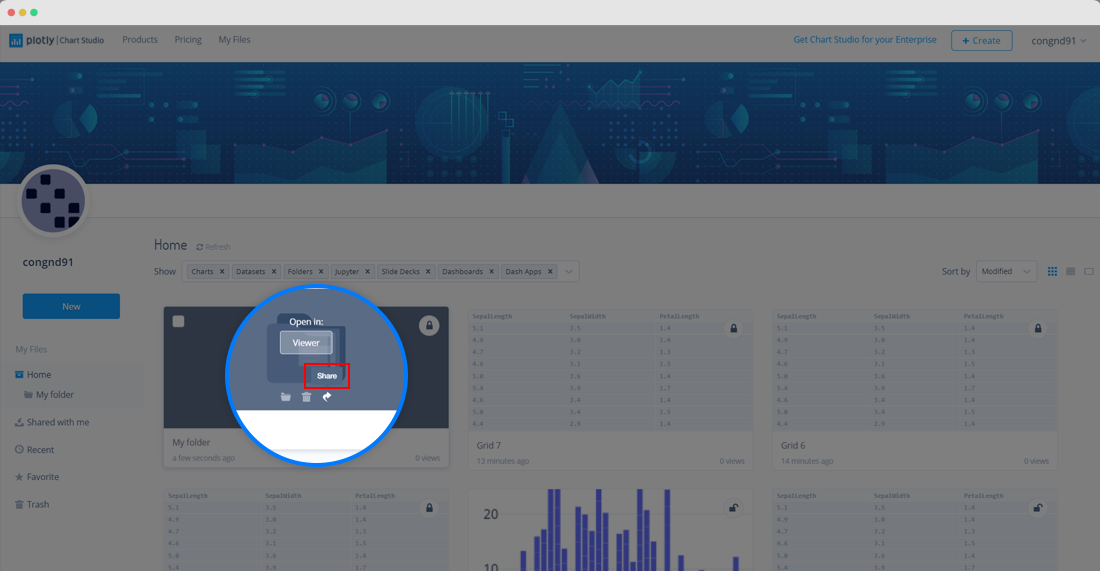 plotly | Chart Studio Products Pricing My Files Get Chart Studio for your Enterprise + Create congnd91
congnd91
New
My Files
Home
My folder
Shared with me
Recent
Favorite
Trash
Home Refresh
Show Charts x Datasets x Folders x Jupyter x Slide Decks x Dashboards x Dash Apps x Sort by Modified
Open in:
Viewer
Share
My folder
a few seconds ago 0 views
SepalLength SepalWidth PetalLength
5.1 3.5 1.4
4.9 3.0 1.4
4.7 3.2 1.3
4.6 3.1 1.5
5.0 3.6 1.4
5.4 3.9 1.7
4.6 3.4 1.4
5.0 3.4 1.5
4.4 2.9 1.4
Grid 7
13 minutes ago 0 views
SepalLength SepalWidth PetalLength
5.1 3.5 1.4
4.9 3.0 1.4
4.7 3.2 1.3
4.6 3.1 1.5
5.0 3.6 1.4
5.4 3.9 1.7
4.6 3.4 1.4
5.0 3.4 1.5
4.4 2.9 1.4
Grid 6
14 minutes ago 0 views
SepalLength SepalWidth PetalLength
5.1 3.5 1.4
4.9 3.0 1.4
4.7 3.2 1.3
4.6 3.1 1.5
5.0 3.6 1.4
5.4 3.9 1.7
20
10
SepalLength SepalWidth PetalLength
5.1 3.5 1.4
4.9 3.0 1.4
4.7 3.2 1.3
4.6 3.1 1.5
5.0 3.6 1.4
5.4 3.9 1.7